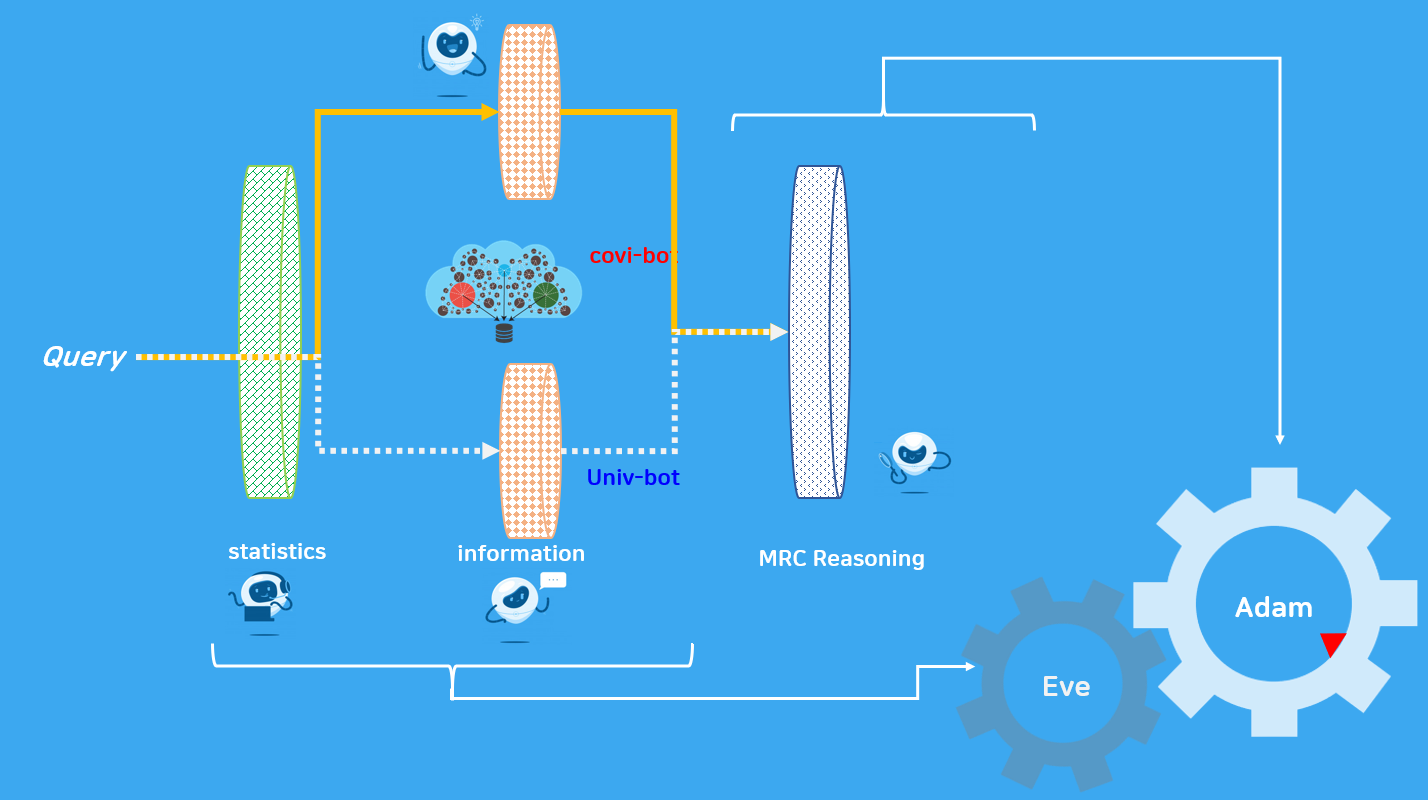 covi-bot
Query
Univ-bot
statistics
information
MRC Reasoning
Adam
Eve